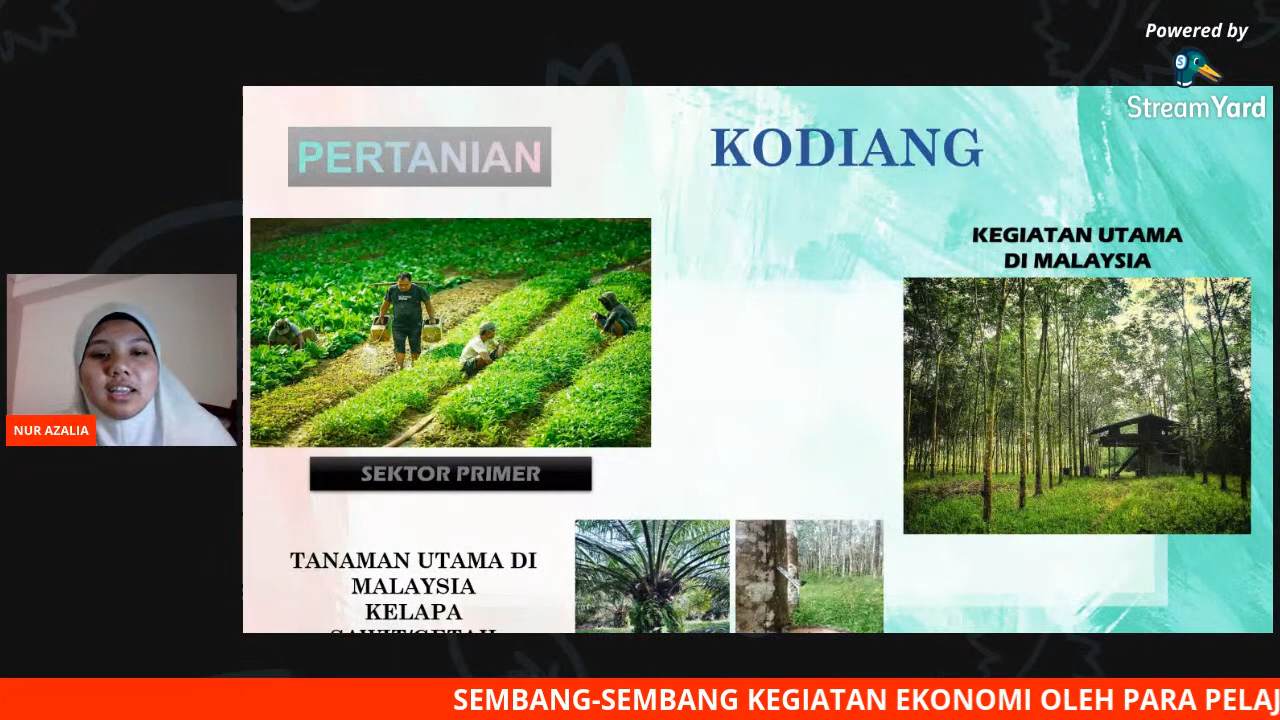 Powered by
StreamYard
PERTANIAN
KODIANG
KEGIATAN UTAMA
DI MALAYSIA
NUR AZALIA
SEKTOR PRIMER
TANAMAN UTAMA DI
MALAYSIA
KELAPA
SEMBANG-SEMBANG KEGIATAN EKONOMI OLEH PARA PELAJ